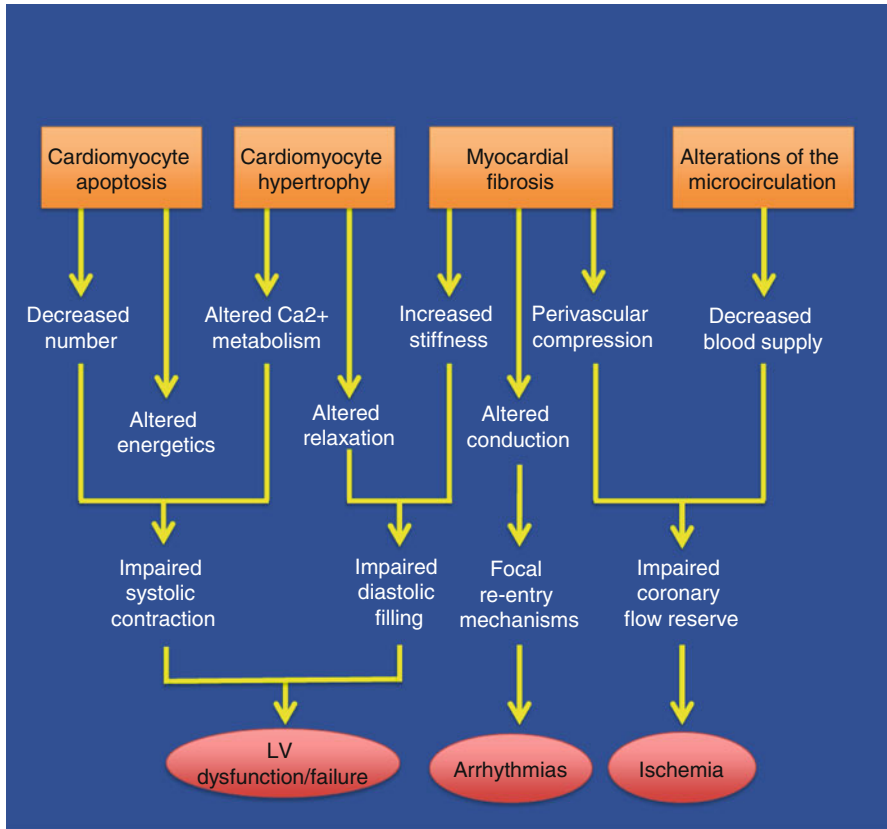 Cardiomyocyte
apoptosis
Cardiomyocyte
hypertrophy
Myocardial
fibrosis
Alterations of the
microcirculation
Decreased
number
Altered Ca2+
metabolism
Increased
stiffness
Perivascular
compression
Decreased
blood supply
Altered
energetics
Altered
relaxation
Altered
conduction
Impaired
systolic
contraction
Impaired
diastolic
filling
Focal
re-entry
mechanisms
Impaired
coronary
flow reserve
LV
dysfunction/failure
Arrhythmias
Ischemia